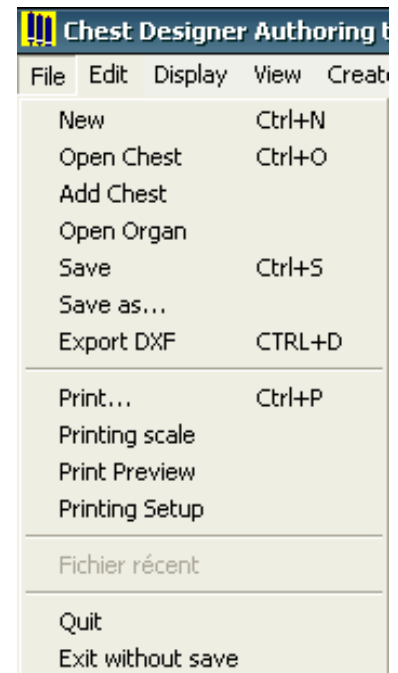 Chest Designer Authoring
File Edit Display View
New Ctrl+N
Open Chest Ctrl+O
Add Chest
Open Organ
Save Ctrl+S
Save as...
Export DXF CTRL+D
Print... Ctrl+P
Printing scale
Print Preview
Printing Setup
Fichier récent
Quit
Exit without save